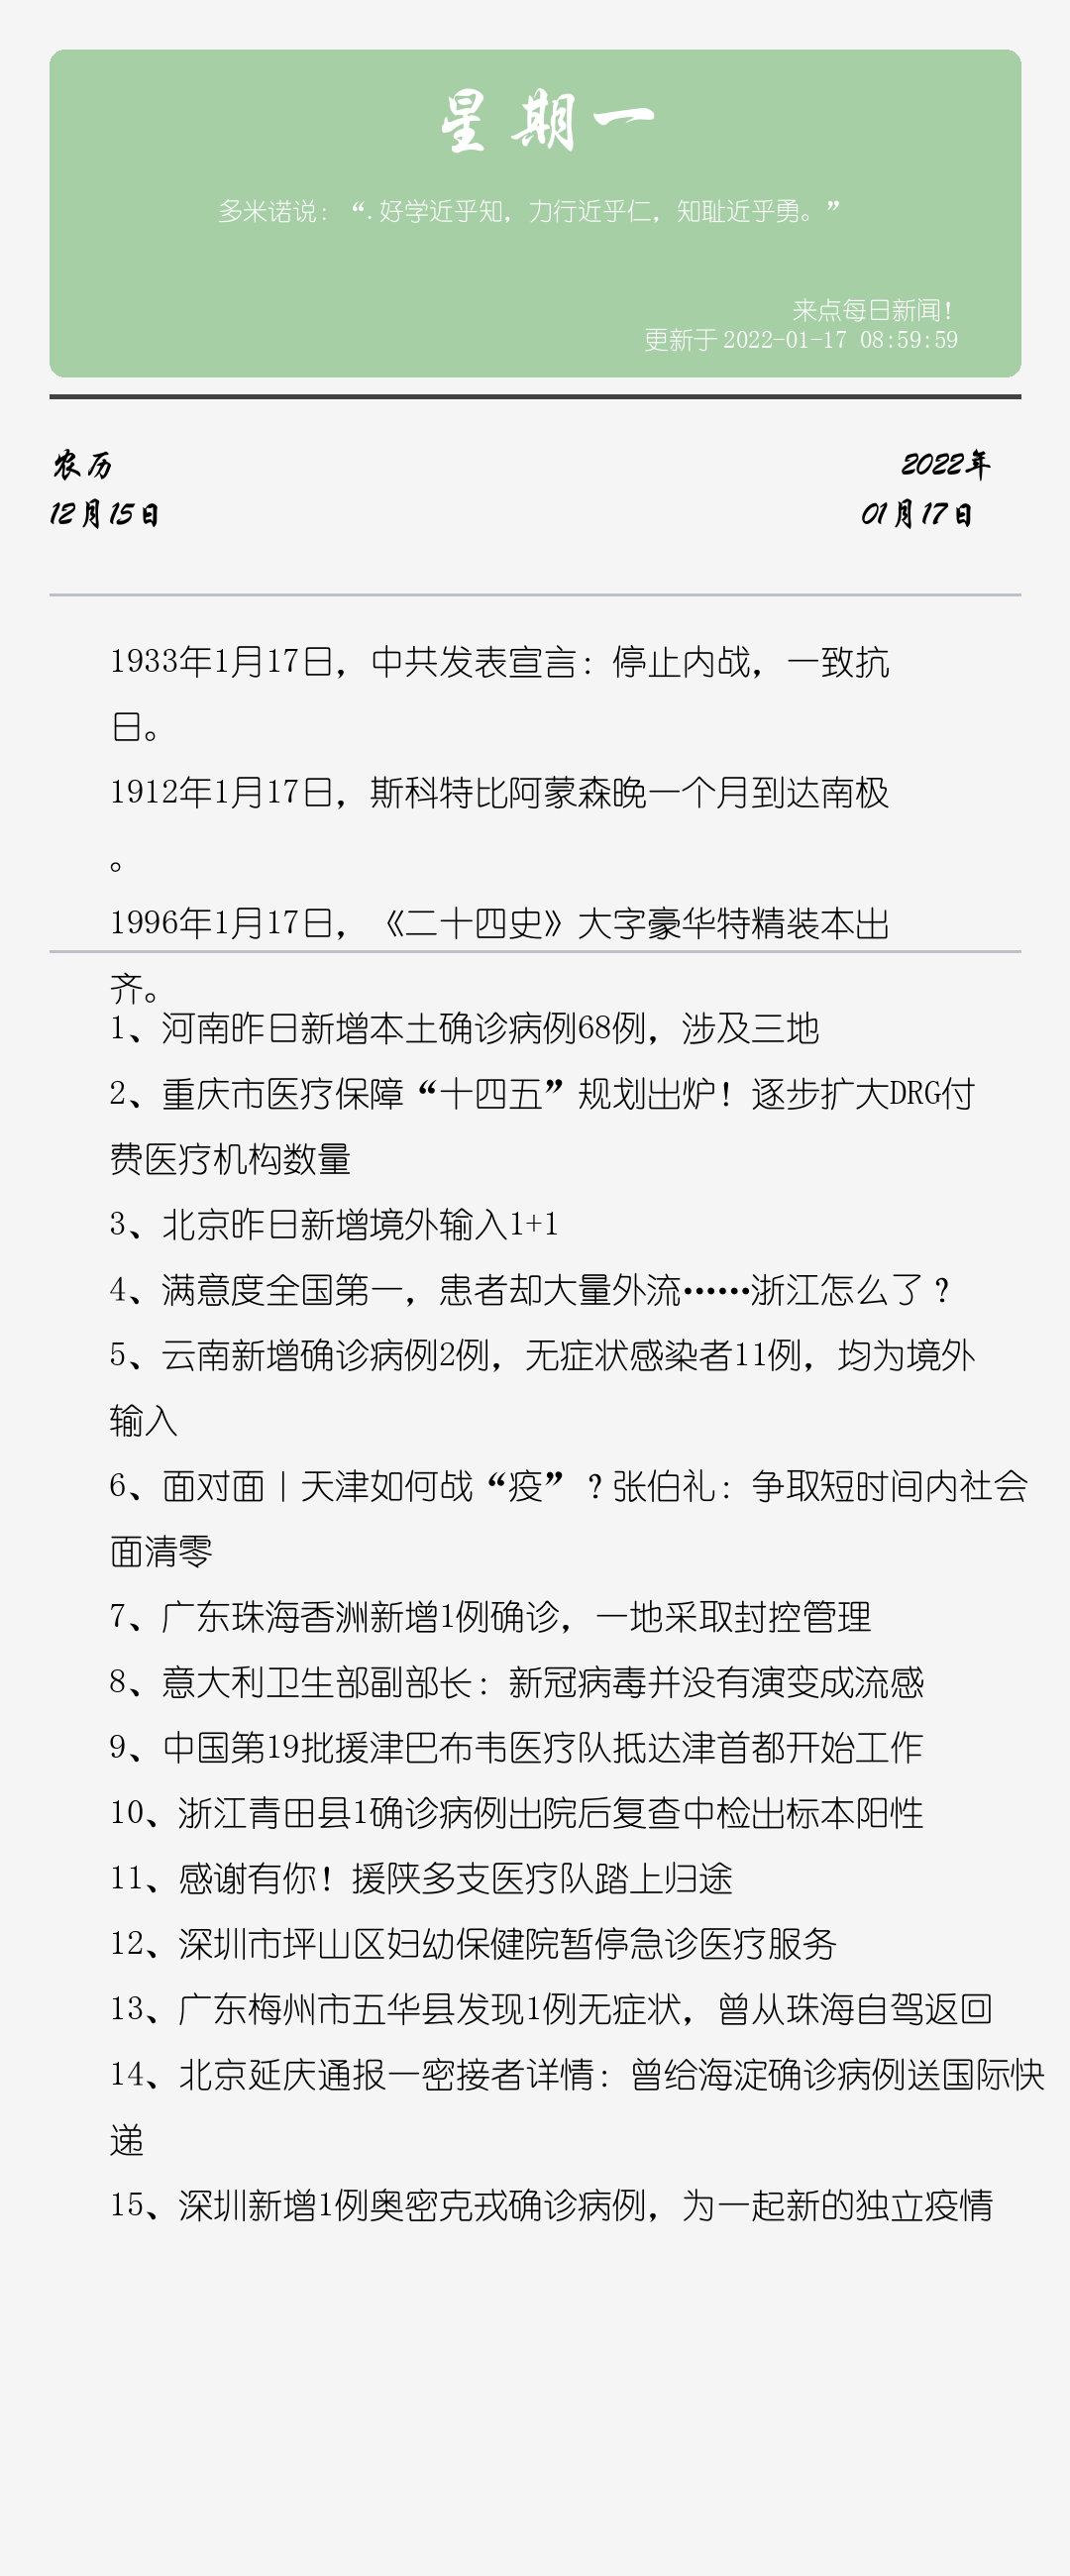 星期一
多米诺说：“.好学近乎知，力行近乎仁，知耻近乎勇。”
来点每日新闻！
更新于2022-01-17 08:59:59
农历
2022年
12月15日
01月17日
1933年1月17日，中共发表宣言：停止内战，一致抗
日。
1912年1月17日，斯科特比阿蒙森晚一个月到达南极
。
1996年1月17日，《二十四史》大字豪华特精装本出
齐。
1、河南昨日新增本土确诊病例68例，涉及三地
2、重庆市医疗保障“十四五”规划出炉！逐步扩大DRG付
费医疗机构数量
3、北京昨日新增境外输入1+1
4、满意度全国第一，患者却大量外流……浙江怎么了？
5、云南新增确诊病例2例，无症状感染者11例，均为境外
输入
6、面对面丨天津如何战“疫”？张伯礼：争取短时间内社会
面清零
7、广东珠海香洲新增1例确诊，一地采取封控管理
8、意大利卫生部副部长：新冠病毒并没有演变成流感
9、中国第19批援津巴布韦医疗队抵达津首都开始工作
10、浙江青田县1确诊病例出院后复查中检出标本阳性
11、感谢有你！援陕多支医疗队踏上归途
12、深圳市坪山区妇幼保健院暂停急诊医疗服务
13、广东梅州市五华县发现1例无症状，曾从珠海自驾返回
14、北京延庆通报一密接者详情：曾给海淀确诊病例送国际快
递
15、深圳新增1例奥密克戎确诊病例，为一起新的独立疫情